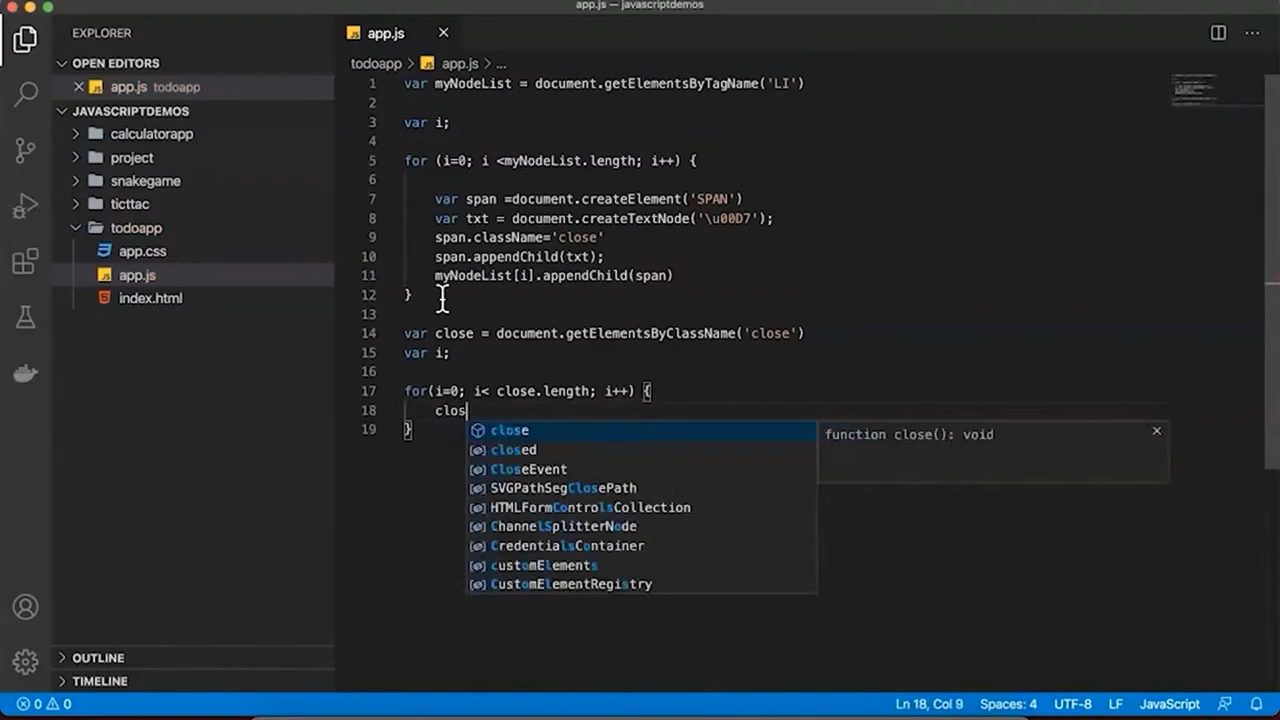 app.js — javascriptdemos
EXPLORER
app.js
OPEN EDITORS
todoapp > app.js > ...
app.js todoapp
JAVASCRIPTDEMOS
calculatorapp
project
snakegame
ticttac
todoapp
app.css
app.js
index.html
1 var myNodeList = document.getElementsByTagName('LI')
2
3 var i;
4
5 for (i=0; i <myNodeList.length; i++) {
6
7 var span =document.createElement('SPAN')
8 var txt = document.createTextNode('\u00D7');
9 span.className='close'
10 span.appendChild(txt);
11 myNodeList[i].appendChild(span)
12 }
13
14 var close = document.getElementsByClassName('close')
15 var i;
16
17 for(i=0; i< close.length; i++) {
18 clos
19 }
close
function close(): void
closed
CloseEvent
SVGPathSegClosePath
HTMLFormControlsCollection
ChannelSplitterNode
CredentialsContainer
customElements
CustomElementRegistry
OUTLINE
TIMELINE
0 0
Ln 18, Col 9
Spaces: 4
UTF-8
LF
JavaScript